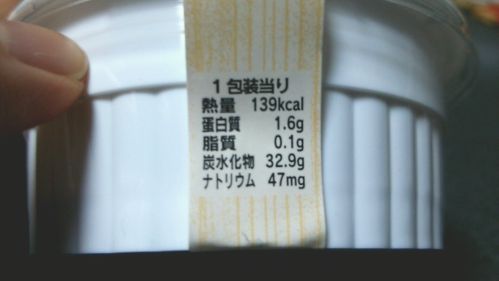 1包装当り
熱量 139kcal
蛋白質 1.6g
脂質 0.1g
炭水化物 32.9g
ナトリウム 47mg